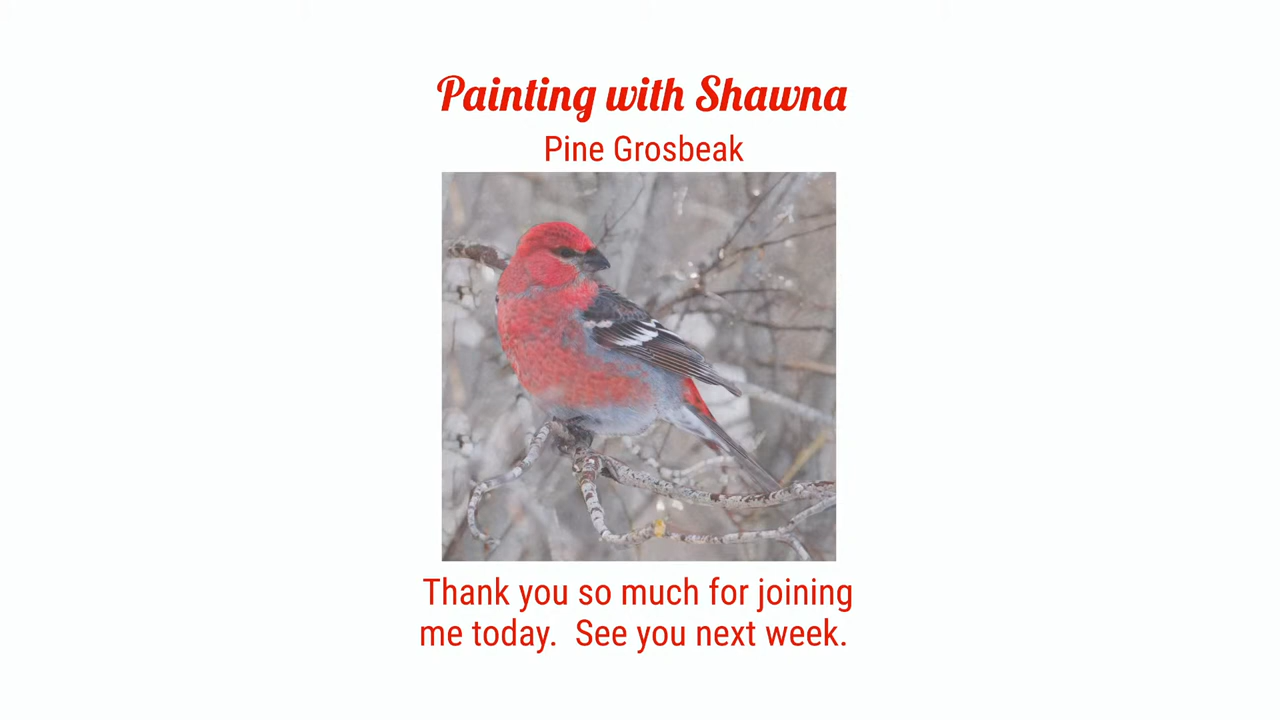 Painting with Shawna
Pine Grosbeak
Thank you so much for joining
me today.  See you next week.